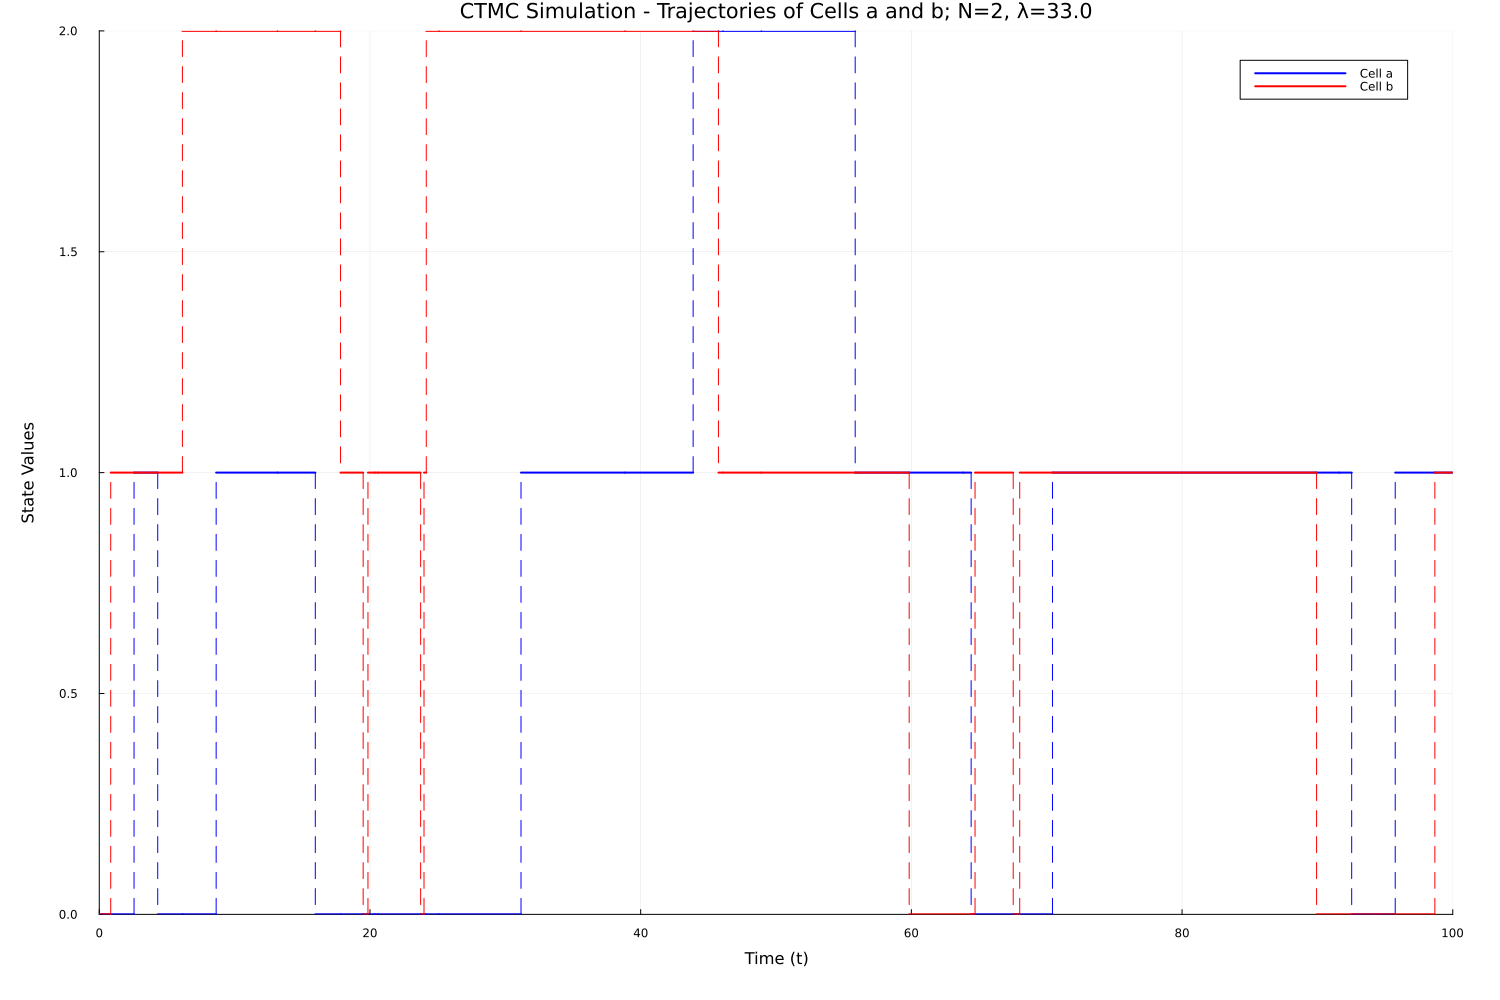 CTMC Simulation - Trajectories of Cells a and b; N=2, λ=33.0
2.0
Cell a
Cell b
1.5
1.0
State Values
0.5
0.0
0 20 40 60 80 100
Time (t)